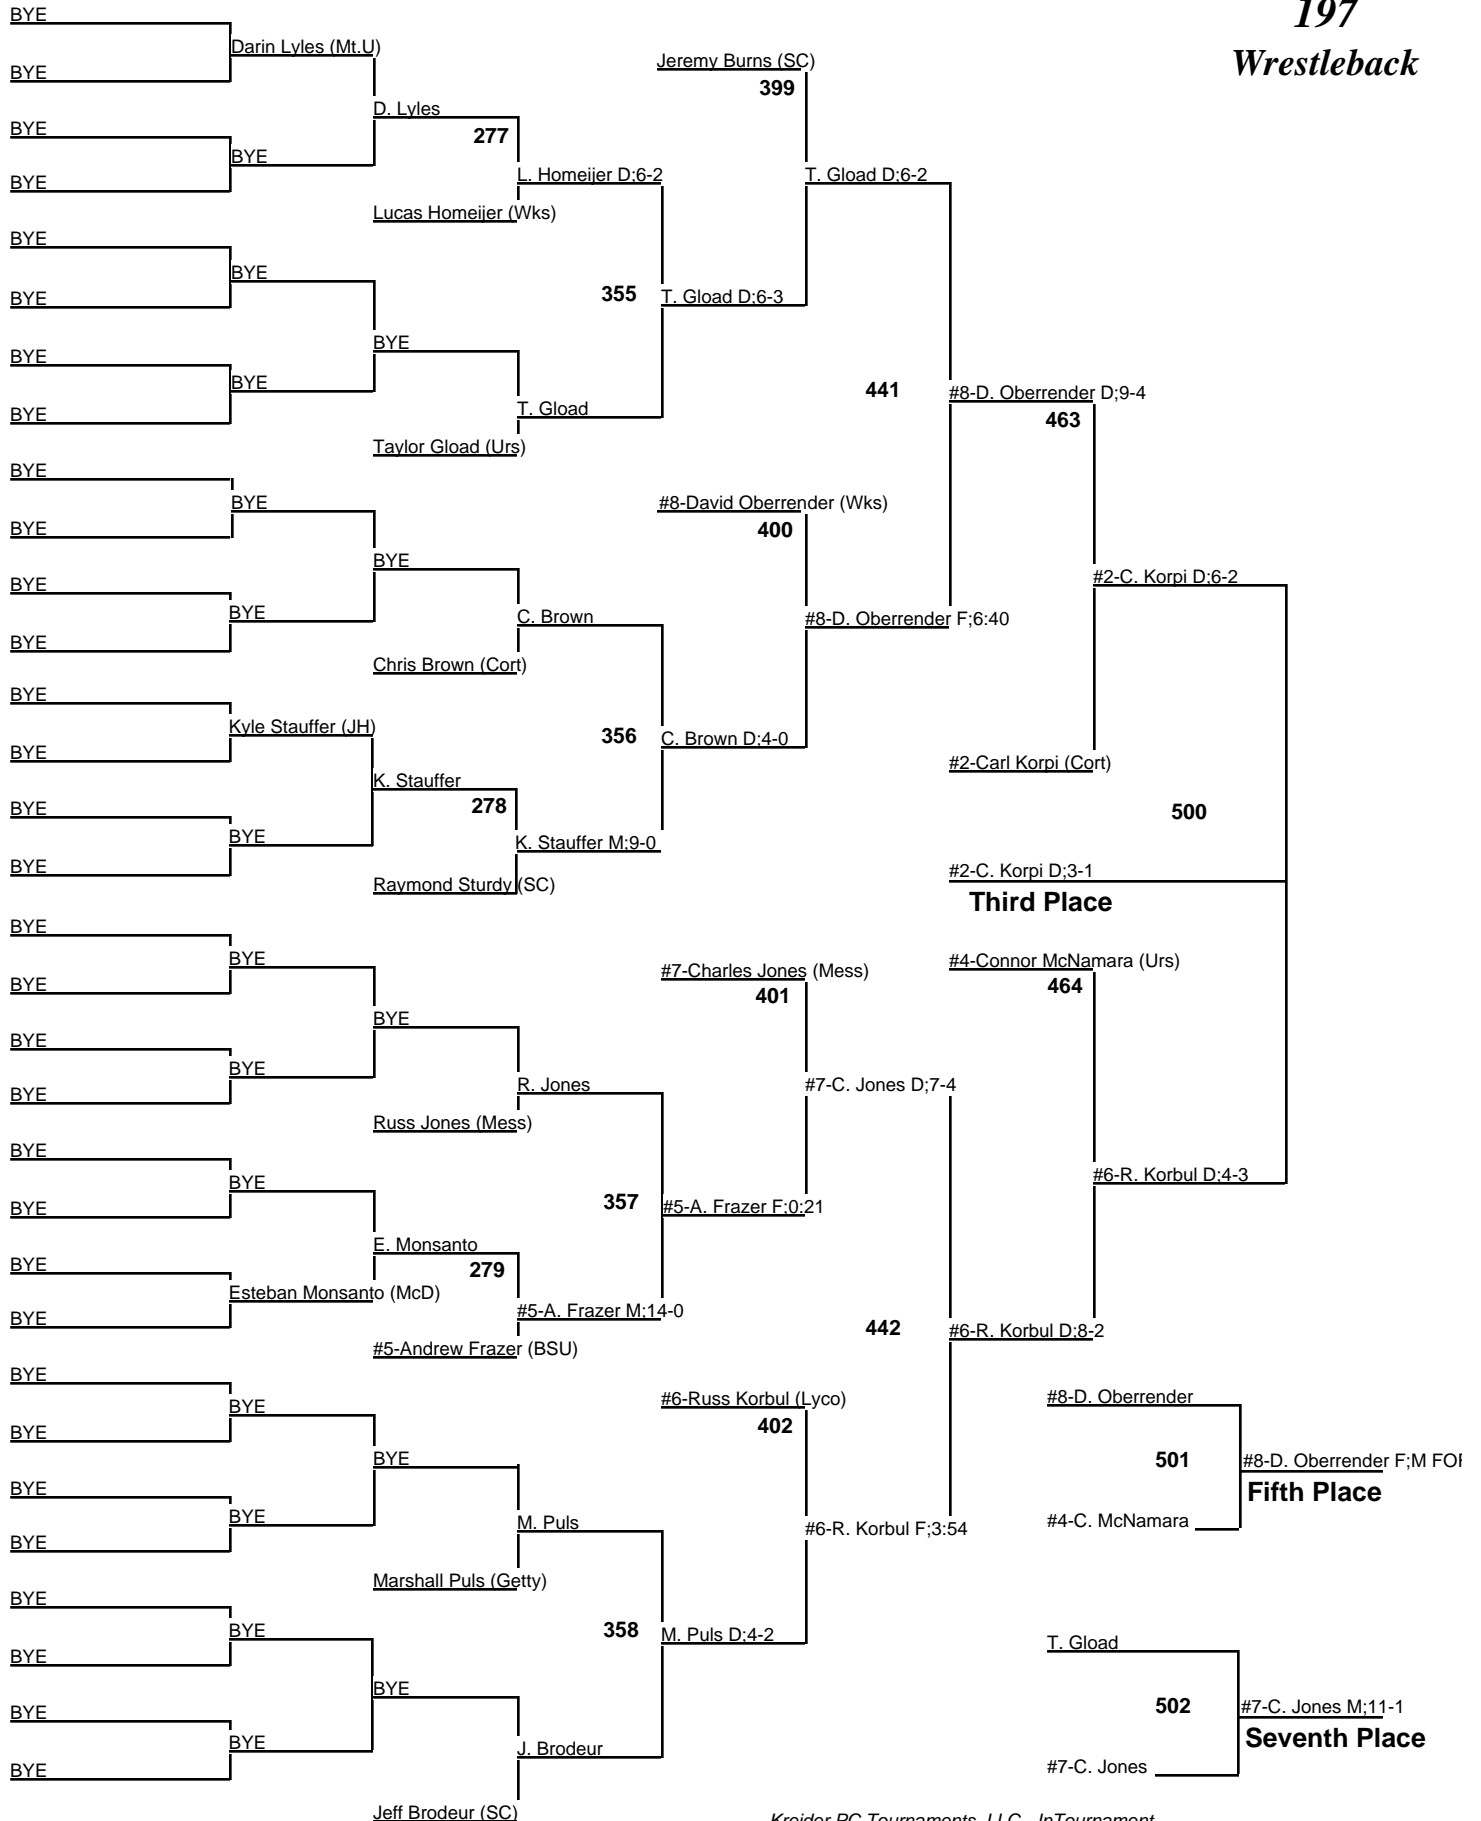 197
Wrestleback
BYE
Darin Lyles (Mt.U)
BYE
Jeremy Burns (SC)
399
D. Lyles
BYE
277
BYE
BYE
L. Homeijer D;6-2
T. Gload D;6-2
Lucas Homeijer (Wks)
BYE
BYE
BYE
355
T. Gload D;6-3
BYE
BYE
BYE
441
#8-D. Oberrender D;9-4
BYE
T. Gload
463
Taylor Gload (Urs)
BYE
BYE
#8-David Oberrender (Wks)
BYE
400
BYE
#2-C. Korpi D;6-2
BYE
BYE
C. Brown
#8-D. Oberrender F;6:40
BYE
Chris Brown (Cort)
BYE
Kyle Stauffer (JH)
356
C. Brown D;4-0
BYE
#2-Carl Korpi (Cort)
K. Stauffer
BYE
278
500
BYE
K. Stauffer M;9-0
BYE
#2-C. Korpi D;3-1
Raymond Sturdy (SC)
Third Place
BYE
BYE
#4-Connor McNamara (Urs)
#7-Charles Jones (Mess)
BYE
464
401
BYE
BYE
BYE
R. Jones
#7-C. Jones D;7-4
BYE
Russ Jones (Mess)
BYE
BYE
#6-R. Korbul D;4-3
357
#5-A. Frazer F;0:21
BYE
E. Monsanto
BYE
279
Esteban Monsanto (McD)
BYE
#5-A. Frazer M;14-0
442
#6-R. Korbul D;8-2
#5-Andrew Frazer (BSU)
BYE
#6-Russ Korbul (Lyco)
#8-D. Oberrender
BYE
402
BYE
BYE
501
#8-D. Oberrender F;M FOR
BYE
Fifth Place
BYE
M. Puls
#6-R. Korbul F;3:54
#4-C. McNamara
BYE
Marshall Puls (Getty)
BYE
BYE
358
M. Puls D;4-2
T. Gload
BYE
BYE
BYE
502
#7-C. Jones M;11-1
BYE
J. Brodeur
Seventh Place
BYE
#7-C. Jones
Jeff Brodeur (SC)
Kreider PC Tournaments, LLC - InTournament